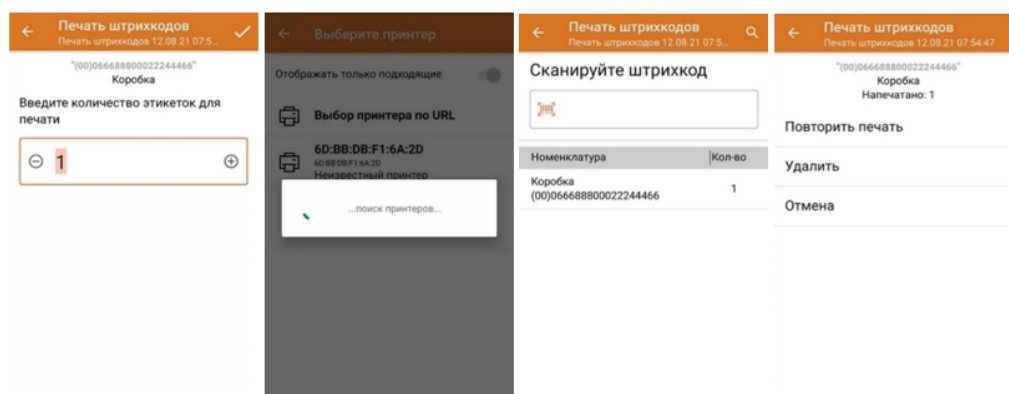 Печать штрихкодов
Печать штрихкодов 12.08.21 07:5...
"(00)066688800022244466"
Коробка
Введите количество этикеток для
печати
1
Выберите принтер
Отображать только подходящие
Выбор принтера по URL
6D:BB:DB:F1:6A:2D
6D:BB:DB:F1:6A:2D
Неизвестный принтер
...поиск принтеров...
Печать штрихкодов
Печать штрихкодов 12.08.21 07:5...
Сканируйте штрихкод
Номенклатура Кол-во
Коробка
(00)066688800022244466 1
Печать штрихкодов
Печать штрихкодов 12.08.21 07:54:47
"(00)066688800022244466"
Коробка
Напечатано: 1
Повторить печать
Удалить
Отмена